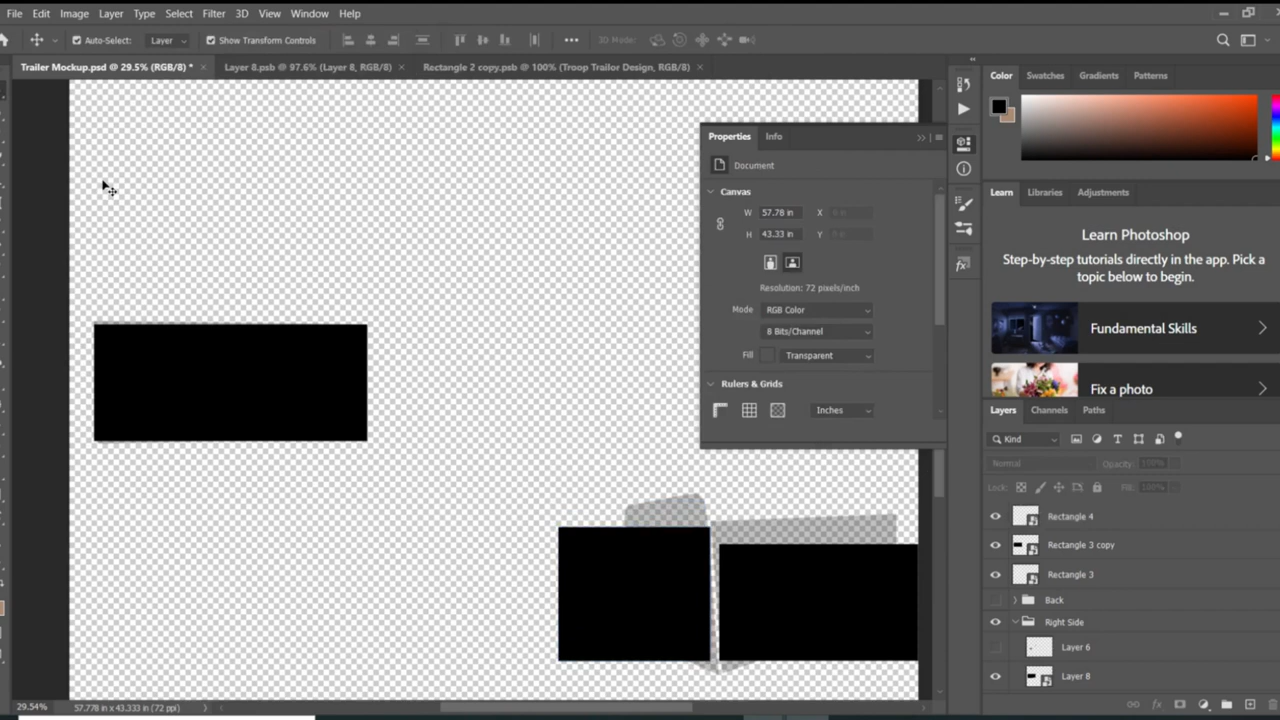 File Edit Image Layer Type Select Filter 3D View Window Help
Auto-Select: Layer Show Transform Controls 3D Mode:
Trailer Mockup.psd @ 29.5% (RGB/8) * Layer 8.psb @ 97.6% (Layer 8, RGB/8) Rectangle 2 copy.psb @ 100% (Troop Trailor Design, RGB/8)
Properties Info
Document
Canvas
W 57.78 in X 0 in
H 43.33 in Y 0 in
Resolution: 72 pixels/inch
Mode RGB Color
8 Bits/Channel
Fill Transparent
Rulers & Grids
Inches
Color Swatches Gradients Patterns
Learn Libraries Adjustments
Learn Photoshop
Step-by-step tutorials directly in the app. Pick a
topic below to begin.
Fundamental Skills
Fix a photo
Layers Channels Paths
Kind
Normal Opacity: 100%
Lock: Fill: 100%
Rectangle 4
Rectangle 3 copy
Rectangle 3
Back
Right Side
Layer 6
Layer 8
29.54% 57.778 in x 43.333 in (72 ppi)